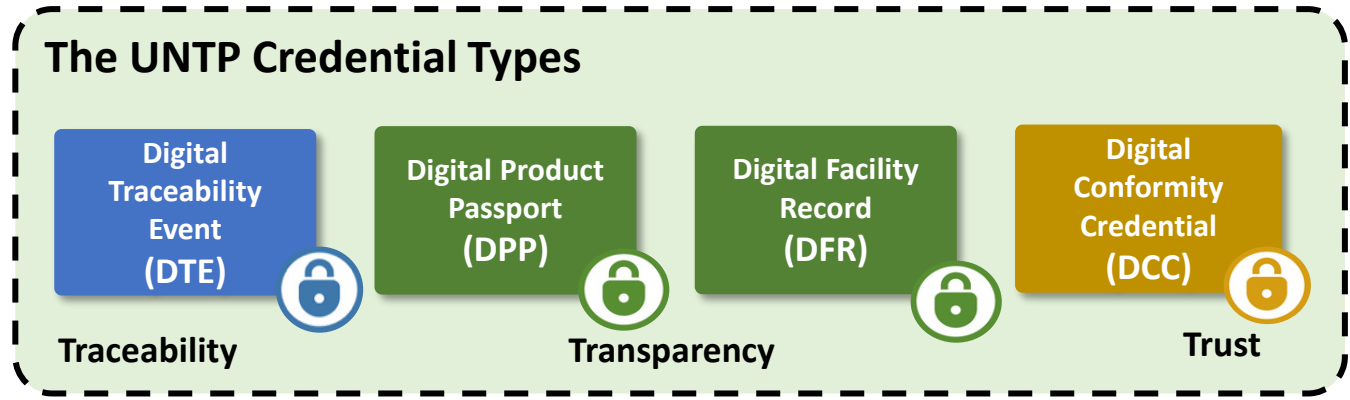 The UNTP Credential Types
Digital
Traceability
Event
(DTE)
Digital Product
Passport
(DPP)
Digital Facility
Record
(DFR)
Digital
Conformity
Credential
(DCC)
Traceability
Transparency
Trust